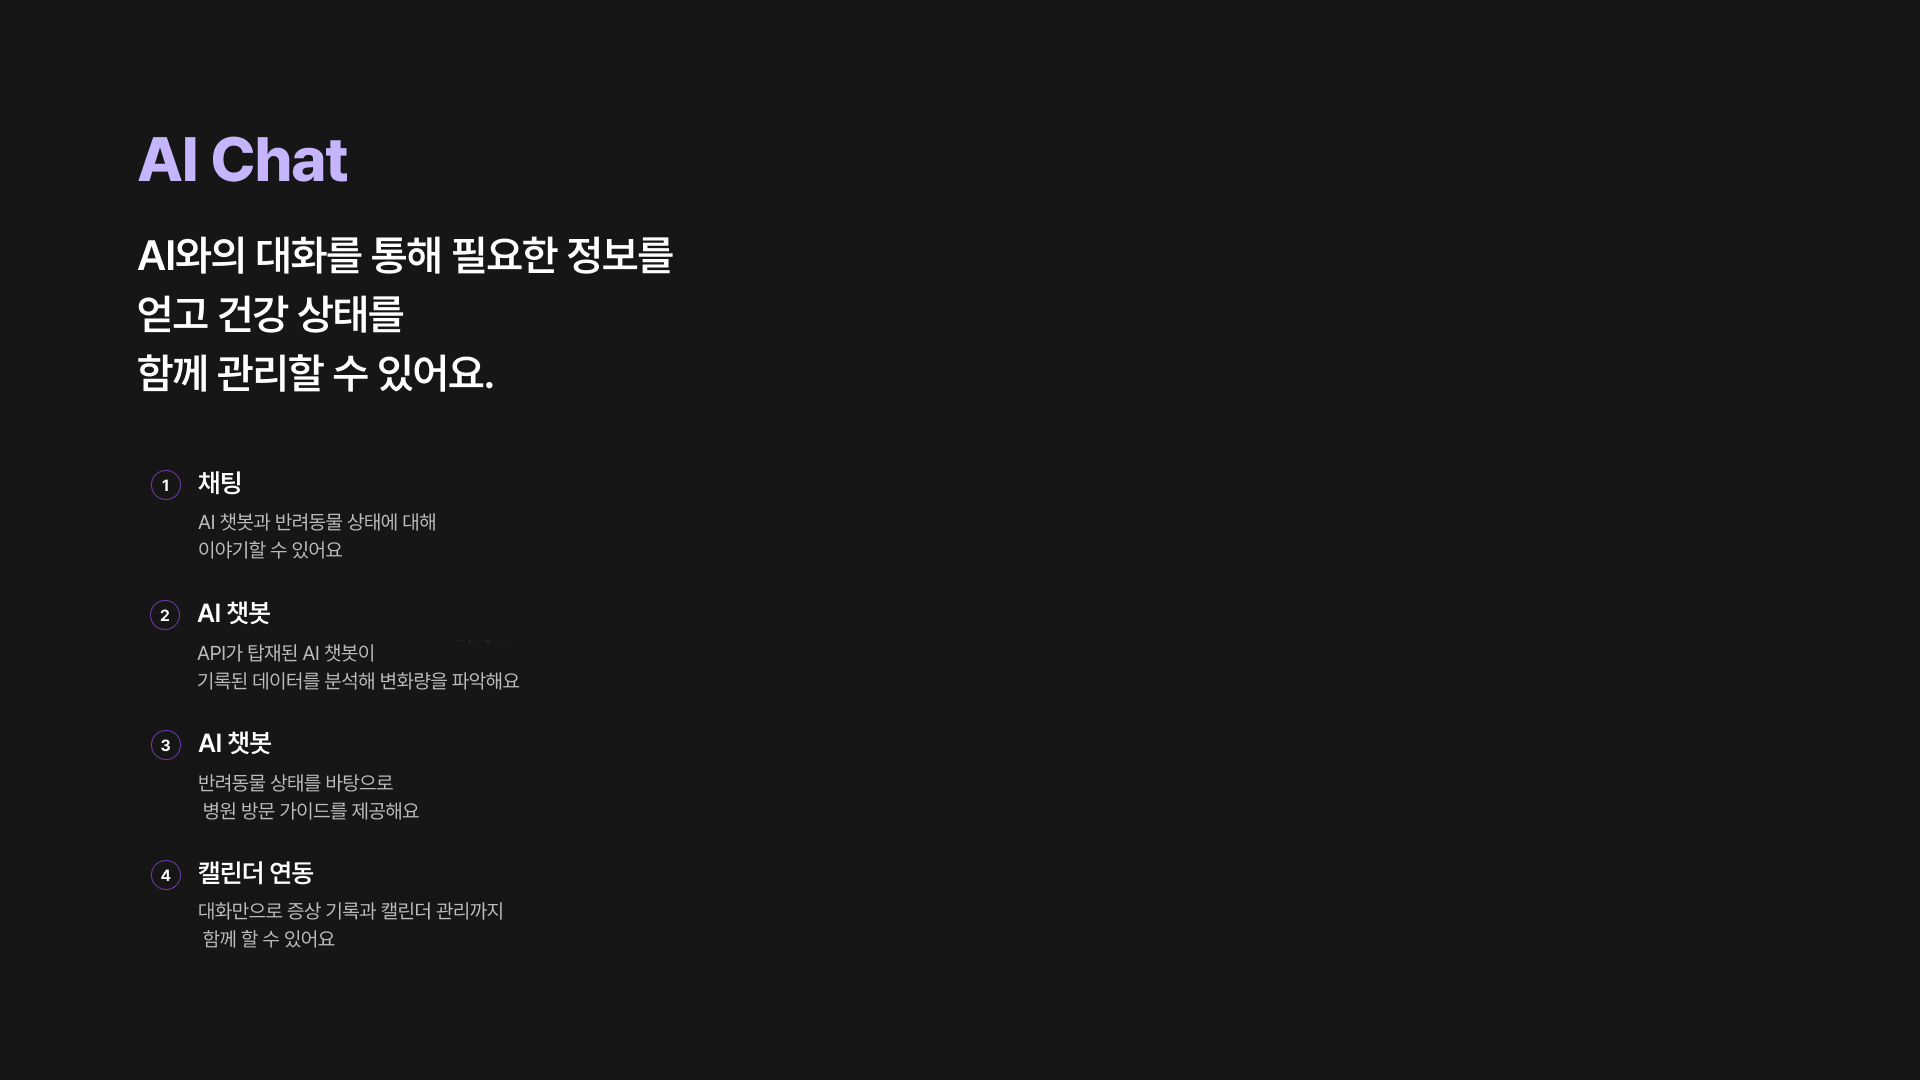 AI Chat
AI와의 대화를 통해 필요한 정보를
얻고 건강 상태를
함께 관리할 수 있어요.
1 채팅
AI 챗봇과 반려동물 상태에 대해
이야기할 수 있어요
2 AI 챗봇
API가 탑재된 AI 챗봇이
기록된 데이터를 분석해 변화량을 파악해요
3 AI 챗봇
반려동물 상태를 바탕으로
병원 방문 가이드를 제공해요
4 캘린더 연동
대화만으로 증상 기록과 캘린더 관리까지
함께 할 수 있어요